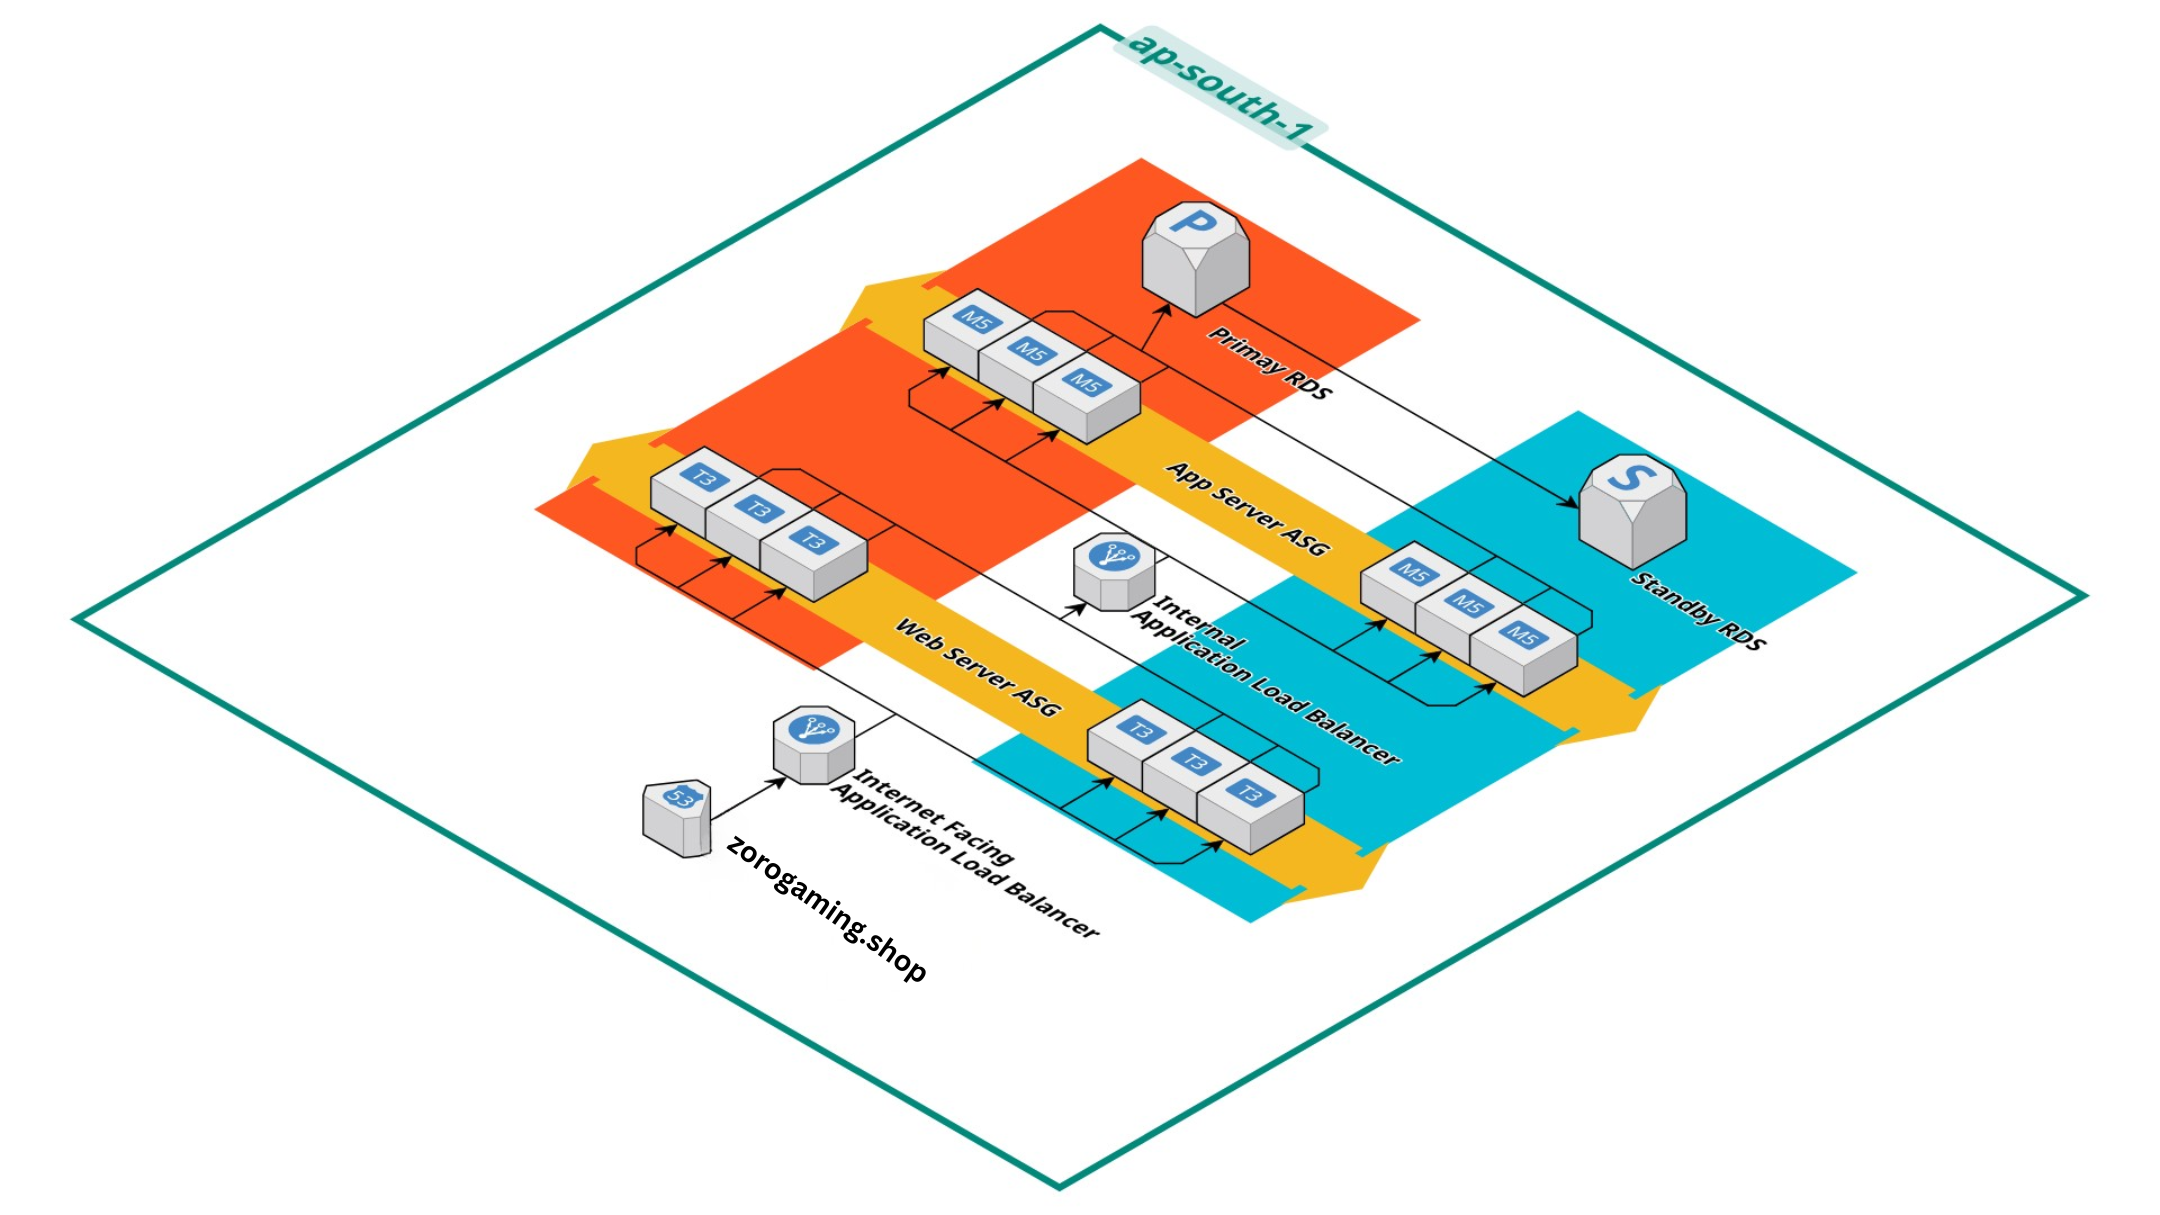 ap-south-1
P
Primay RDS
M5
M5
M5
App Server ASG
S
Standby RDS
M5
M5
M5
T3
T3
T3
Web Server ASG
Internal
Application Load Balancer
T3
T3
T3
Internet Facing
Application Load Balancer
53
zorogaming.shop